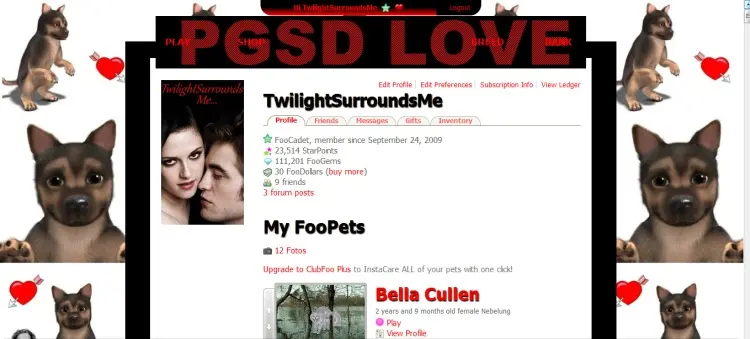 Hi TwilightSurroundsMe
Logout
PGSD LOVE
PLAY
SHOP
BREED
BANK
Twilight Surrounds
Me...
Edit Profile
Edit Preferences
Subscription Info
View Ledger
TwilightSurroundsMe
Profile
Friends
Messages
Gifts
Inventory
FooCadet, member since September 24, 2009
23,514 StarPoints
111,201 FooGems
30 FooDollars (buy more)
9 friends
3 forum posts
My FooPets
12 Fotos
Upgrade to ClubFoo Plus to InstaCare ALL of your pets with one click!
Bella Cullen
2 years and 9 months old female Nebelung
Play
View Profile